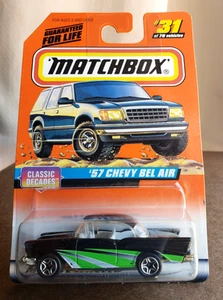 GUARANTEED
FOR LIFE
#31
of 75 vehicles
MATCHBOX
'57 CHEVY BEL AIR
CLASSIC
DECADES